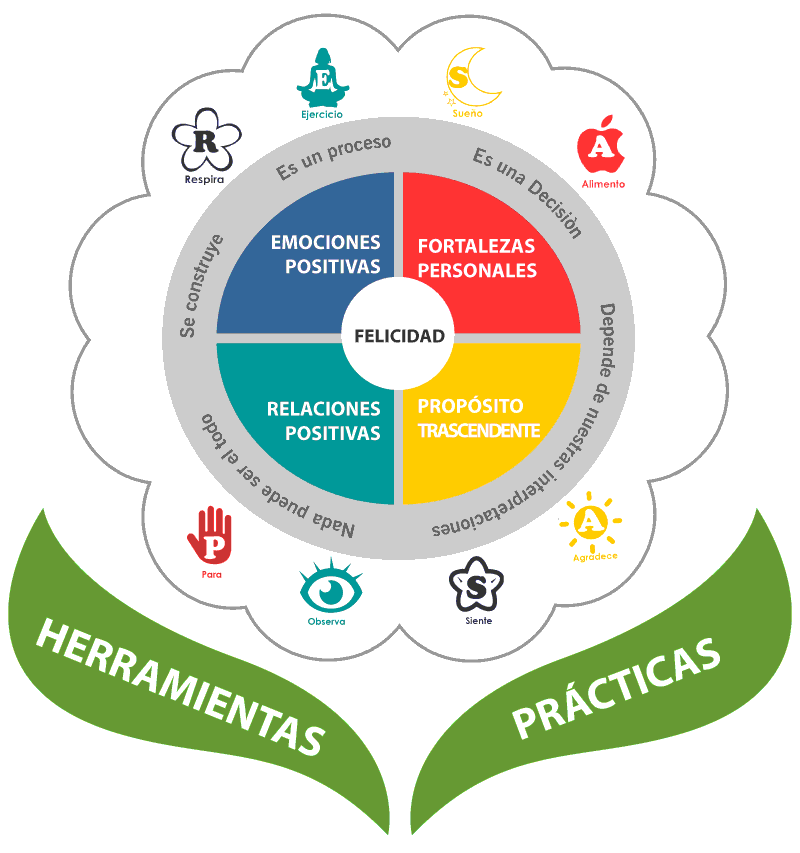 E
Ejercicio
S
Sueño
R
Respira
A
Alimento
Es un proceso
Es una Decisiòn
Se construye
Depende de nuestras interpretaciones
Nada puede ser el todo
EMOCIONES
POSITIVAS
FORTALEZAS
PERSONALES
FELICIDAD
RELACIONES
POSITIVAS
PROPÓSITO
TRASCENDENTE
P
Para
O
Observa
S
Siente
A
Agradece
HERRAMIENTAS
PRÁCTICAS